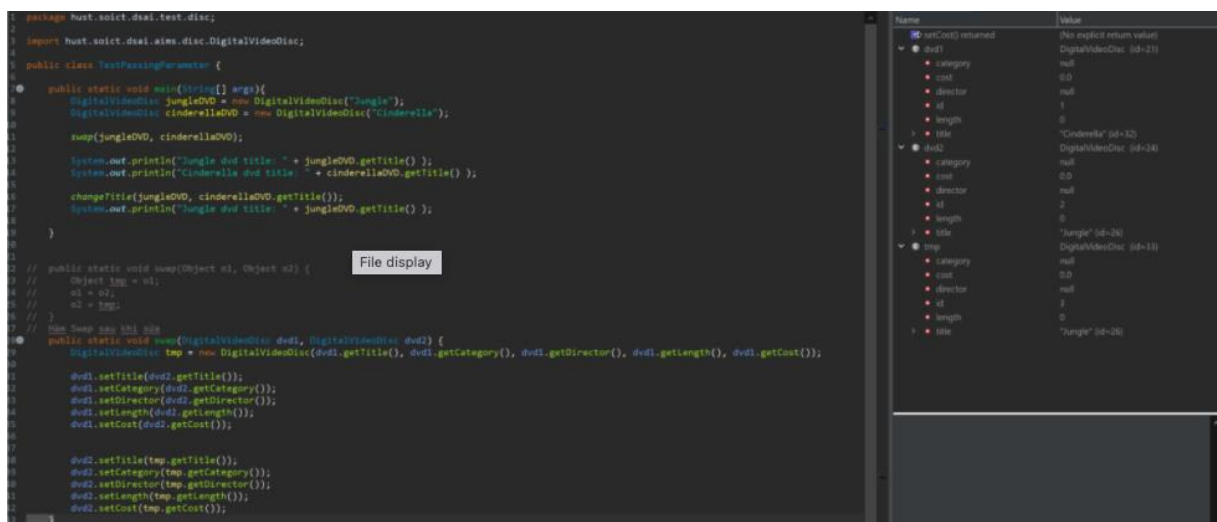 package hust.soict.dsai.test.disc;
import hust.soict.dsai.aims.disc.DigitalVideoDisc;
public class TestPassingParameter {
public static void main(String[] args){
DigitalVideoDisc jungleDVD = new DigitalVideoDisc("Jungle");
DigitalVideoDisc cinderellaDVD = new DigitalVideoDisc("Cinderella");
swap(jungleDVD, cinderellaDVD);
System.out.println("Jungle dvd title: " + jungleDVD.getTitle() );
System.out.println("Cinderella dvd title: " + cinderellaDVD.getTitle() );
changeTitle(jungleDVD, cinderellaDVD.getTitle());
System.out.println("Jungle dvd title: " + jungleDVD.getTitle() );
}
File display
// public static void swap(Object o1, Object o2) {
// Object tmp = o1;
// o1 = o2;
// o2 = tmp;
// }
// Hàm Swap sau khi sửa
public static void swap(DigitalVideoDisc dvd1, DigitalVideoDisc dvd2) {
DigitalVideoDisc tmp = new DigitalVideoDisc(dvd1.getTitle(), dvd1.getCategory(), dvd1.getDirector(), dvd1.getLength(), dvd1.getCost());
dvd1.setTitle(dvd2.getTitle());
dvd1.setCategory(dvd2.getCategory());
dvd1.setDirector(dvd2.getDirector());
dvd1.setLength(dvd2.getLength());
dvd1.setCost(dvd2.getCost());
dvd2.setTitle(tmp.getTitle());
dvd2.setCategory(tmp.getCategory());
dvd2.setDirector(tmp.getDirector());
dvd2.setLength(tmp.getLength());
dvd2.setCost(tmp.getCost());
}
Name Value
setCost() returned (No explicit return value)
dvd1 DigitalVideoDisc (id=21)
category null
cost 0.0
director null
id 1
length 0
title "Cinderella" (id=32)
dvd2 DigitalVideoDisc (id=24)
category null
cost 0.0
director null
id 2
length 0
title "Jungle" (id=26)
tmp DigitalVideoDisc (id=33)
category null
cost 0.0
director null
id 3
length 0
title "Jungle" (id=26)